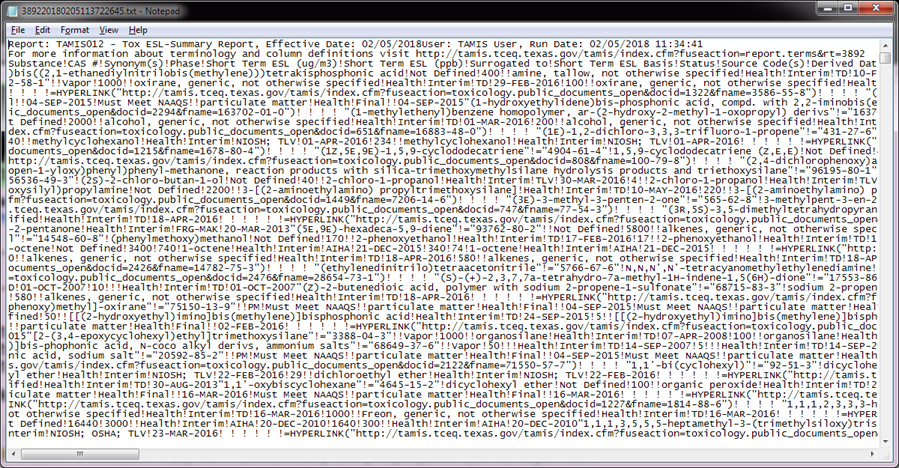 389220180205113722645.txt - Notepad
File Edit Format View Help
Report: TAMIS012 - Tox ESL-Summary Report, Effective Date: 02/05/2018User: TAMIS User, Run Date: 02/05/2018 11:34:41
For more information about terminology and column definitions visit http://tamis.tceq.texas.gov/tamis/index.cfm?fuseaction=report.terms&rt=3892
Substance!CAS #!Synonym(s)!Phase!Short Term ESL (ug/m3)!Short Term ESL (ppb)!Surrogated to!Short Term ESL Basis!Status!Source Code(s)!Derived Dat
)bis((2,1-ethanediylnitrilobis(methylene)))tetrakisphosphonic acid!Not Defined!400!!amine, tallow, not otherwise specified!Health!Interim!TD!10-F
2-58-1"!!Vapor!1000!!oxirane, generic, not otherwise specified!Health!Interim!TD!29-FEB-2016!100!!oxirane, generic, not otherwise specified!Healt
! ! ! ! !=HYPERLINK("http://tamis.tceq.texas.gov/tamis/index.cfm?fuseaction=toxicology.public_documents_open&docid=1322&fname=3586-55-8")! ! ! ! "(
l!!04-SEP-2015!Must Meet NAAQS!!particulate matter!Health!Final!!04-SEP-2015"(1-hydroxyethylidene)bis-phosphonic acid, compd. with 2,2-iminobis(e
ic_documents_open&docid=2294&fname=163702-01-0")! ! ! ! "(1-methylethenyl)benzene homopolymer, ar-(2-hydroxy-2-methyl-1-oxopropyl) derivs"!="1637
t Defined!2000!!alcohol, generic, not otherwise specified!Health!Interim!TD!01-MAR-2016!200!!alcohol, generic, not otherwise specified!Health!Int
ndex.cfm?fuseaction=toxicology.public_documents_open&docid=651&fname=16883-48-0")! ! ! ! "(1E)-1,2-dichloro-3,3,3-trifluoro-1-propene"!="431-27-6
40!methylcyclohexanol!Health!Interim!NIOSH; TLV!01-APR-2016!234!methylcyclohexanol!Health!Interim!NIOSH; TLV!01-APR-2016! ! ! ! ! !=HYPERLINK("ht
documents_open&docid=1215&fname=1678-80-4")! ! ! ! "(1Z,5E,9E)-1,5,9-cyclododecatriene"!="4904-61-4"!1,5,9-cyclododecatriene (Z,E,E)!Not Defined!
http://tamis.tceq.texas.gov/tamis/index.cfm?fuseaction=toxicology.public_documents_open&docid=808&fname=100-79-8")! ! ! ! "(2,4-dichlorophenoxy)a
open-1-yloxy)phenyl)phenyl-methanone, reaction products with silica-trimethoxymethylsilane hydrolysis products and triethoxysilane"!="96195-80-1"
36536-49-3"!(2s)-2-chloro-butan-1-ol!Not Defined!40!!2-chloro-1-propanol!Health!Interim!TLV!30-MAR-2016!4!!2-chloro-1-propanol!Health!Interim!TLV
oxysilyl)propylamine!Not Defined!2200!!3-[(2-aminoethylamino) propyltrimethoxysilane]!Health!Interim!TD!10-MAY-2016!220!!3-[(2-aminoethylamino) p
fm?fuseaction=toxicology.public_documents_open&docid=1449&fname=7206-14-6")! ! ! ! "(3E)-3-methyl-3-penten-2-one"!="565-62-8"!3-methylpent-3-en-2
.tceq.texas.gov/tamis/index.cfm?fuseaction=toxicology.public_documents_open&docid=747&fname=77-54-3")! ! ! ! "(3R,5S)-3,5-dimethyltetrahydropyran
ified!Health!Interim!TD!18-APR-2016! ! ! ! ! !=HYPERLINK("http://tamis.tceq.texas.gov/tamis/index.cfm?fuseaction=toxicology.public_documents_open
-2-pentanone!Health!Interim!FRG-MAK!20-MAR-2013"(5E,9E)-hexadeca-5,9-diene"!="93762-80-2"!!Not Defined!5800!!alkenes, generic, not otherwise spec
"!="14548-60-8"!(phenylmethoxy)methanol!Not Defined!170!!2-phenoxyethanol!Health!Interim!TD!17-FEB-2016!17!!2-phenoxyethanol!Health!Interim!TD!1
-octene!Not Defined!3400!740!1-octene!Health!Interim!AIHA!21-DEC-2015!340!74!1-octene!Health!Interim!AIHA!21-DEC-2015! ! ! ! ! !=HYPERLINK("http:
0!!alkenes, generic, not otherwise specified!Health!Interim!TD!18-APR-2016!580!!alkenes, generic, not otherwise specified!Health!Interim!TD!18-AP
ocuments_open&docid=2426&fname=14782-75-3")! ! ! ! "(ethylenedinitrilo)tetraacetonitrile"!="5766-67-6"!N,N,N',N'-tetracyanomethylethylenediamine!
=toxicology.public_documents_open&docid=2476&fname=28654-73-1")! ! ! ! "(S)-(+)-2,3,7,7a-tetrahydro-7a-methyl-1H-indene-1,5(6H)-dione"!="17553-86
D!01-OCT-2007!10!!!Health!Interim!TD!01-OCT-2007"(Z)-2-butenedioic acid, polymer with sodium 2-propene-1-sulfonate"!="68715-83-3"!sodium 2-propen
!580!!alkenes, generic, not otherwise specified!Health!Interim!TD!18-APR-2016! ! ! ! ! !=HYPERLINK("http://tamis.tceq.texas.gov/tamis/index.cfm?f
phenoxy)methyl]-oxirane"!="75150-13-9"!!PM!Must Meet NAAQS!!particulate matter!Health!Final!!04-SEP-2015!Must Meet NAAQS!!particulate matter!Heal
fined!50!![[(2-hydroxyethyl)imino]bis(methylene)]bisphosphonic acid!Health!Interim!TD!24-SEP-2015!5!![[(2-hydroxyethyl)imino]bis(methylene)]bisph
!!particulate matter!Health!Final!!02-FEB-2016! ! ! ! ! !=HYPERLINK("http://tamis.tceq.texas.gov/tamis/index.cfm?fuseaction=toxicology.public_doc
015"[2-(3,4-epoxycyclohexyl)ethyl]trimethoxysilane"!="3388-04-3"!!Vapor!1000!!organosilane!Health!Interim!TD!07-APR-2008!100!!organosilane!Health
)]bis-phophonic acid, N-coco alkyl derivs, ammonium salts"!="68649-37-6"!!Vapor!50!!!Health!Interim!TD!14-SEP-2007!5!!!Health!Interim!TD!14-SEP-2
nic acid, sodium salt"!="20592-85-2"!!PM!Must Meet NAAQS!!particulate matter!Health!Final!!04-SEP-2015!Must Meet NAAQS!!particulate matter!Health
s.gov/tamis/index.cfm?fuseaction=toxicology.public_documents_open&docid=2122&fname=1550-57-7")! ! ! ! "1,1'-bi(cyclohexyl)"!="92-51-3"!dicyclohex
yl ether!Health!Interim!NIOSH; TLV!22-FEB-2016!29!!dichloroethyl ether!Health!Interim!NIOSH; TLV!22-FEB-2016! ! ! ! ! !=HYPERLINK("http://tamis.t
ified!Health!Interim!TD!30-AUG-2013"1,1'-oxybiscyclohexane"!="4645-15-2"!dicyclohexyl ether!Not Defined!100!!organic peroxide!Health!Interim!TD!2
iculate matter!Health!Final!!16-MAR-2016!Must Meet NAAQS!!particulate matter!Health!Final!!16-MAR-2016! ! ! ! ! !=HYPERLINK("http://tamis.tceq.te
INK("http://tamis.tceq.texas.gov/tamis/index.cfm?fuseaction=toxicology.public_documents_open&docid=1227&fname=1814-88-6")! ! ! ! "1,1,1,2,3,3,3-h
ot otherwise specified!Health!Interim!TD!16-MAR-2016!1000!!Freon, generic, not otherwise specified!Health!Interim!TD!16-MAR-2016! ! ! ! ! !=HYPER
t Defined!16440!3000!!Health!Interim!AIHA!20-DEC-2010!1640!300!!Health!Interim!AIHA!20-DEC-2010"1,1,1,3,5,5,5-heptamethyl-3-(trimethylsiloxy)tris
interim!NIOSH; OSHA; TLV!23-MAR-2016! ! ! ! ! !=HYPERLINK("http://tamis.tceq.texas.gov/tamis/index.cfm?fuseaction=toxicology.public_documents_open